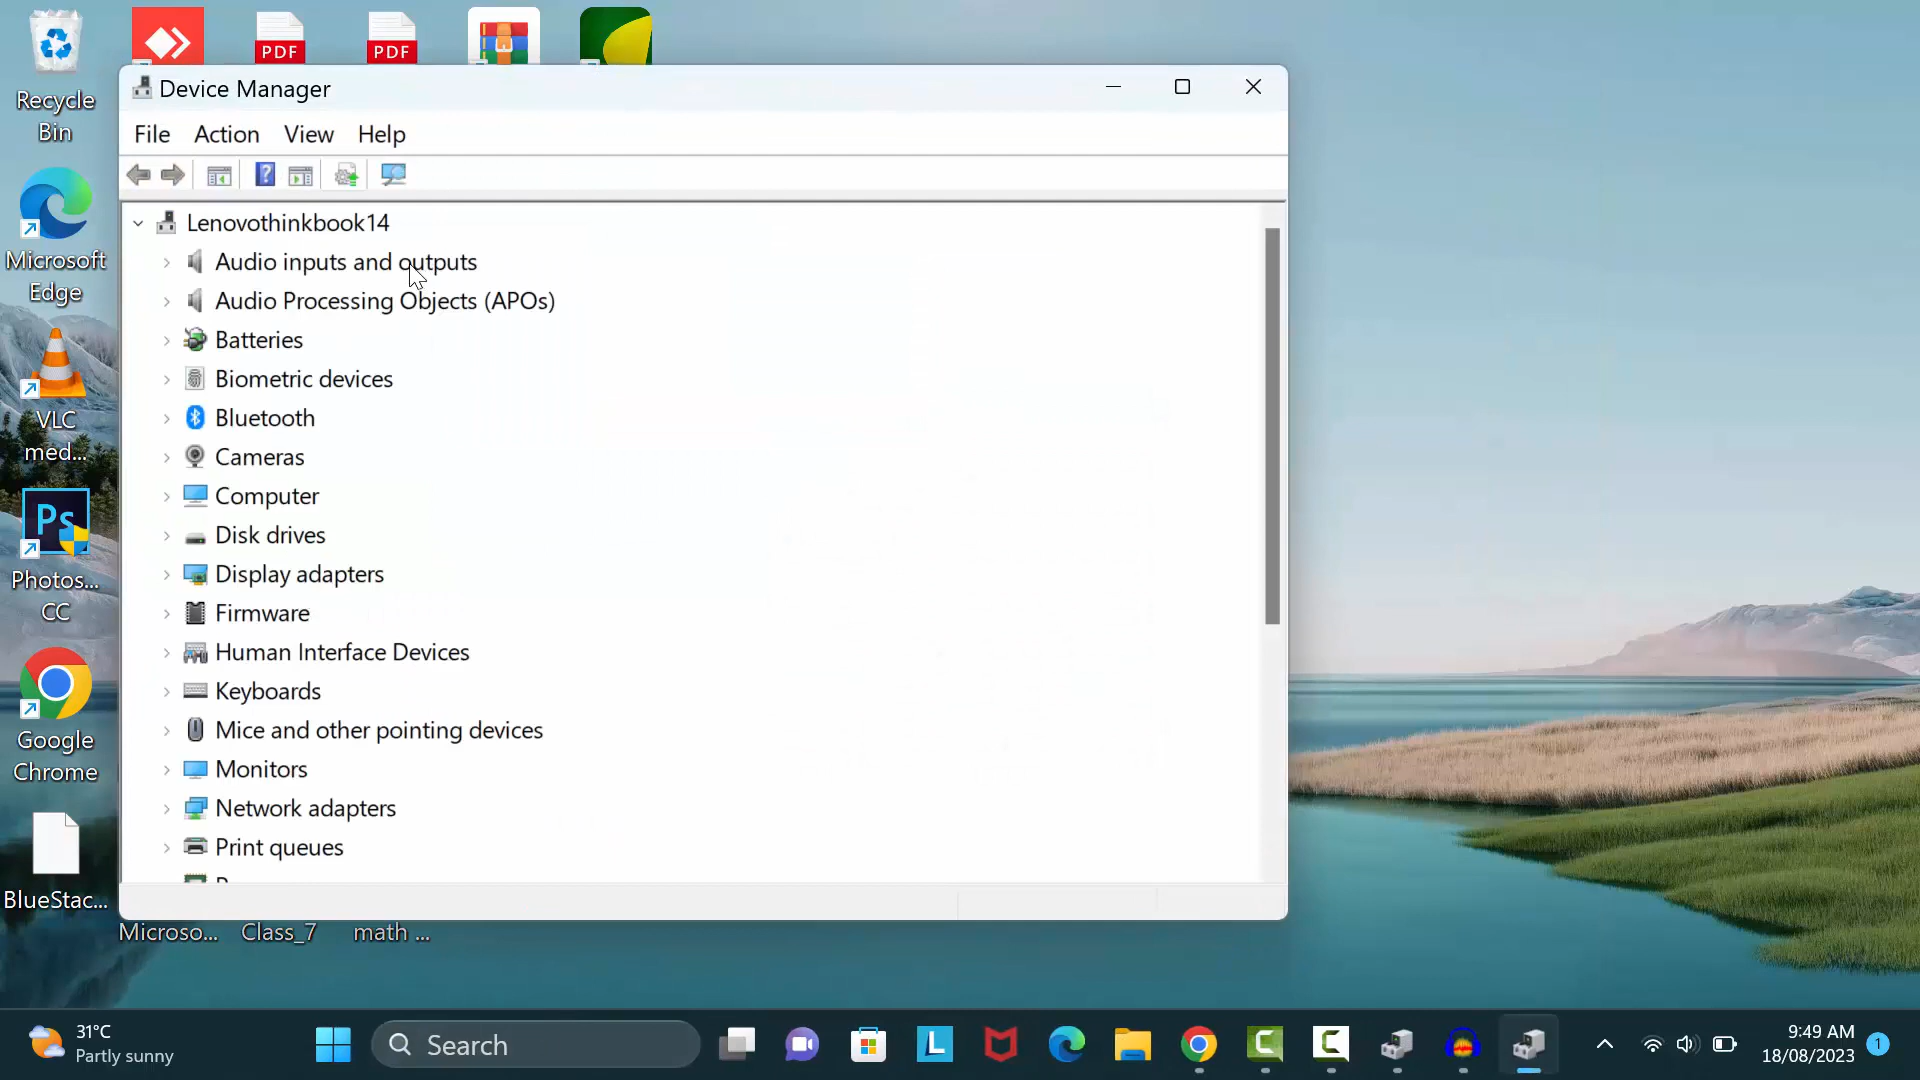 Recycle
Bin
PDF
PDF
Microsoft
Edge
VLC
med...
Ps
Photos...
CC
Google
Chrome
BlueStac...
Microso...
Class_7
math ...
Device Manager
File Action View Help
?
Lenovothinkbook14
Audio inputs and outputs
Audio Processing Objects (APOs)
Batteries
Biometric devices
Bluetooth
Cameras
Computer
Disk drives
Display adapters
Firmware
Human Interface Devices
Keyboards
Mice and other pointing devices
Monitors
Network adapters
Print queues
31°C
Partly sunny
Search
L
9:49 AM
18/08/2023
1